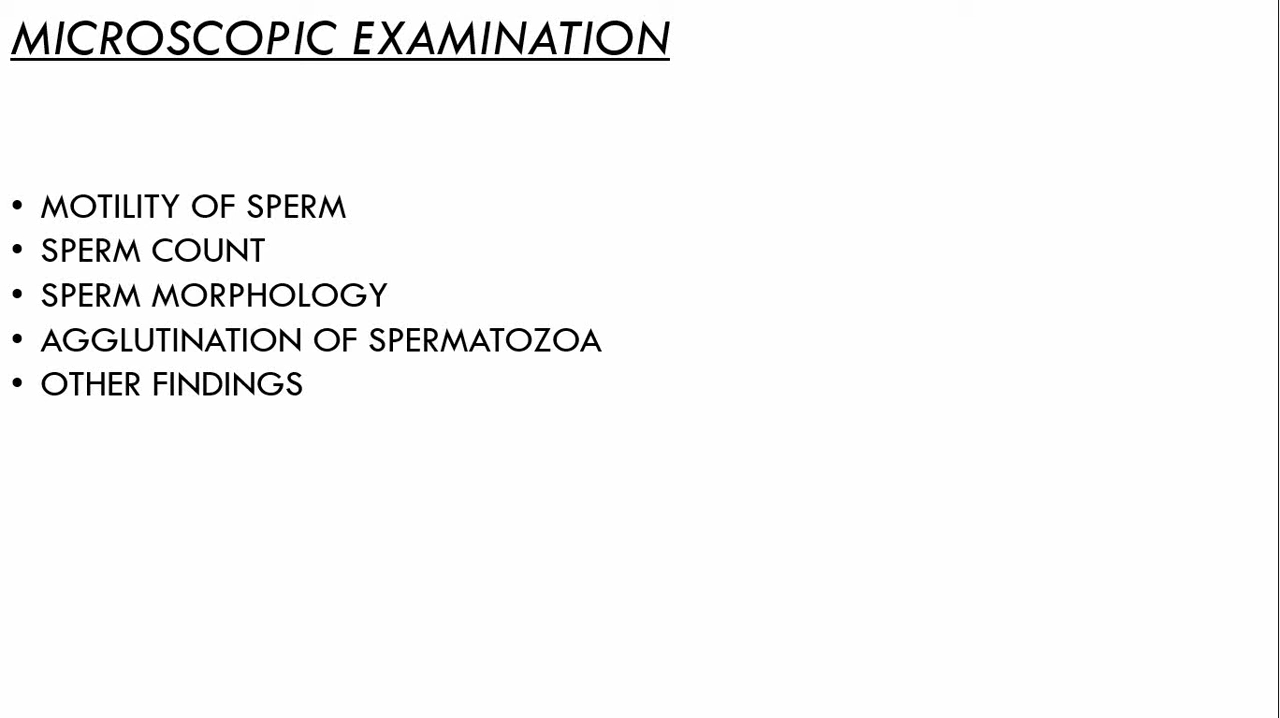 MICROSCOPIC EXAMINATION
• MOTILITY OF SPERM
• SPERM COUNT
• SPERM MORPHOLOGY
• AGGLUTINATION OF SPERMATOZOA
• OTHER FINDINGS